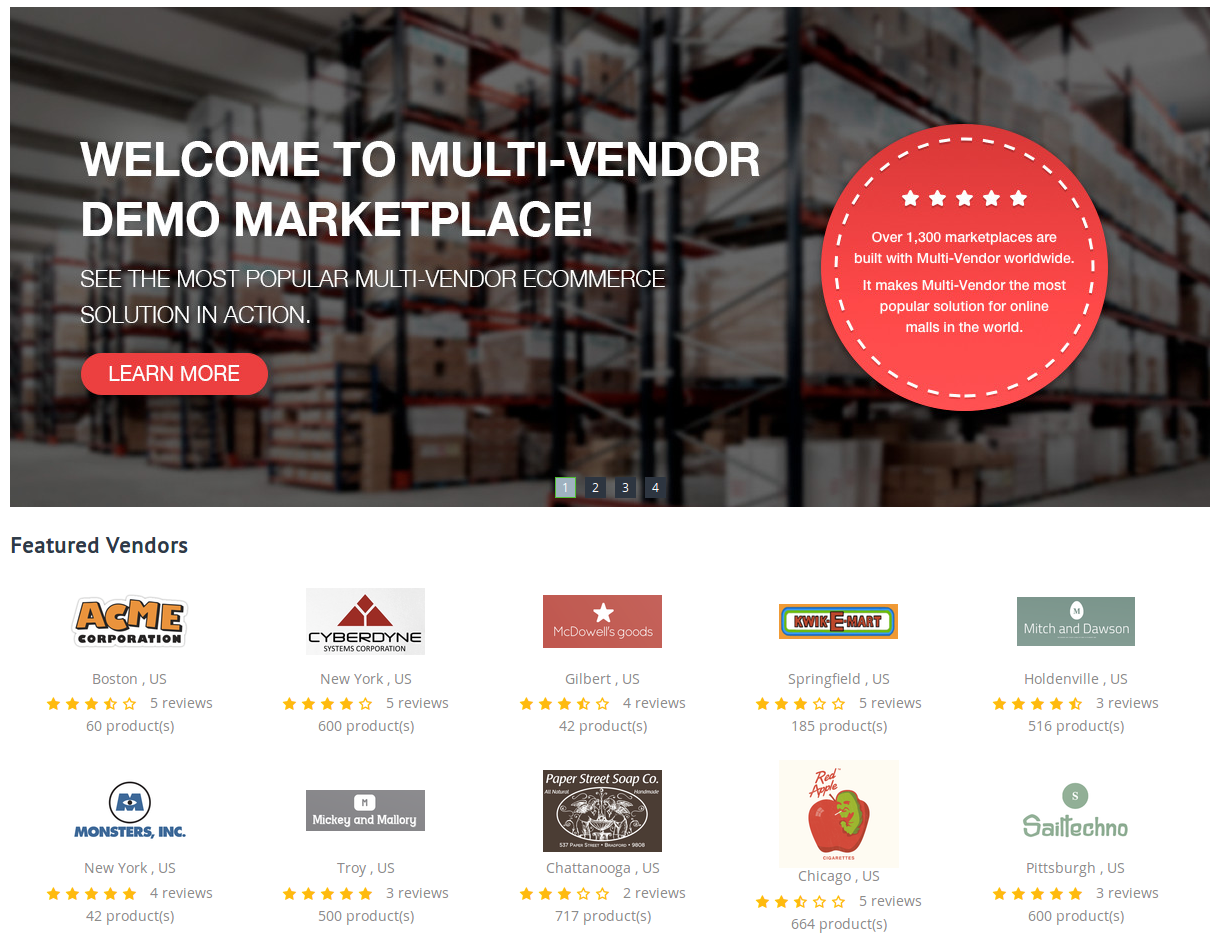 WELCOME TO MULTI-VENDOR
DEMO MARKETPLACE!
SEE THE MOST POPULAR MULTI-VENDOR ECOMMERCE
SOLUTION IN ACTION.
LEARN MORE
Over 1,300 marketplaces are
built with Multi-Vendor worldwide.
It makes Multi-Vendor the most
popular solution for online
malls in the world.
1 2 3 4
Featured Vendors
ACME
CORPORATION
CYBERDYNE
SYSTEMS CORPORATION
McDowell's goods
KWIK-E-MART
M
Mitch and Dawson
Boston , US
New York , US
Gilbert , US
Springfield , US
Holdenville , US
5 reviews
5 reviews
4 reviews
5 reviews
3 reviews
60 product(s)
600 product(s)
42 product(s)
185 product(s)
516 product(s)
M
MONSTERS, INC.
M
Mickey and Mallory
Paper Street Soap Co.
All Natural Handmade
537 PAPER STREET • BRADFORD • 9808
Red
Apple
CIGARETTES
S
Sailtechno
New York , US
Troy , US
Chattanooga , US
Chicago , US
Pittsburgh , US
4 reviews
3 reviews
2 reviews
5 reviews
3 reviews
42 product(s)
500 product(s)
717 product(s)
664 product(s)
600 product(s)